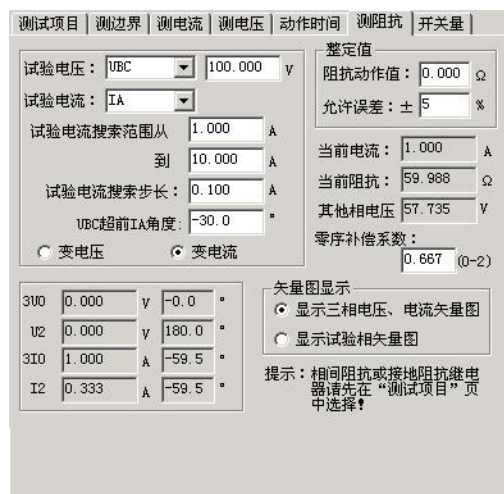 测试项目 测边界 测电流 测电压 动作时间 测阻抗 开关量
试验电压： UBC 100.000 V
试验电流： IA
试验电流搜索范围从 1.000 A
到 10.000 A
试验电流搜索步长： 0.100 A
UBC超前IA角度: -30.0 °
变电压 变电流
整定值
阻抗动作值： 0.000 Ω
允许误差：± 5 %
当前电流： 1.000 A
当前阻抗： 59.988 Ω
其他相电压 57.735 V
零序补偿系数：
0.667 (0-2)
3U0 0.000 V -0.0 °
U2 0.000 V 180.0 °
3I0 1.000 A -59.5 °
I2 0.333 A -59.5 °
矢量图显示
显示三相电压、电流矢量图
显示试验相矢量图
提示：相间阻抗或接地阻抗继电
器请先在“测试项目”页
中选择！